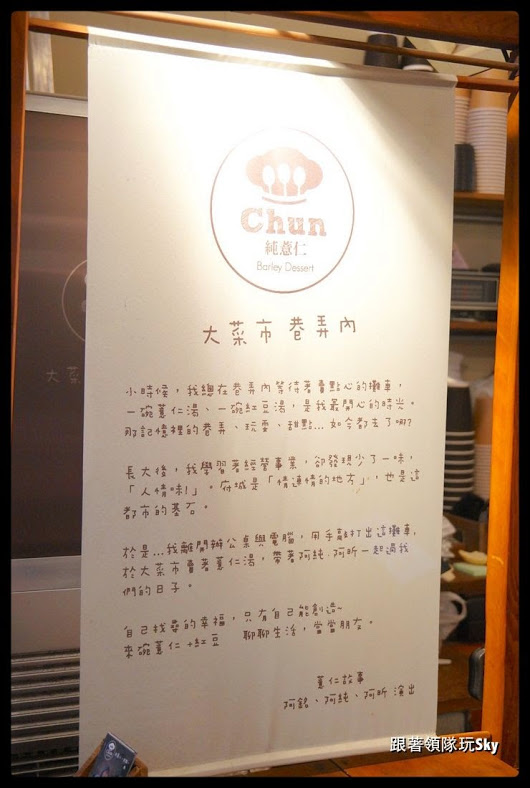 Chun
純薏仁
Barley Dessert
大菜市巷弄內
小時候，我總在巷弄內等待著賣點心的攤車，
一碗薏仁湯、一碗紅豆湯，是我最開心的時光。
那記憶裡的巷弄、玩耍、甜點...如今都去了哪?
長大後，我學習著經營事業，卻發現少了一味，
「人情味」。府城是「情連情的地方」，也是這
都市的基石。
於是...我離開辦公桌與電腦，用手敲打出這攤車，
於大菜市賣著薏仁湯，帶著阿純、阿昕一起過我
們的日子。
自己找尋的幸福，只有自己能創造~
來碗薏仁+紅豆 聊聊生活，當當朋友。
薏仁故事
阿銘、阿純、阿昕 演出
跟著領隊玩Sky